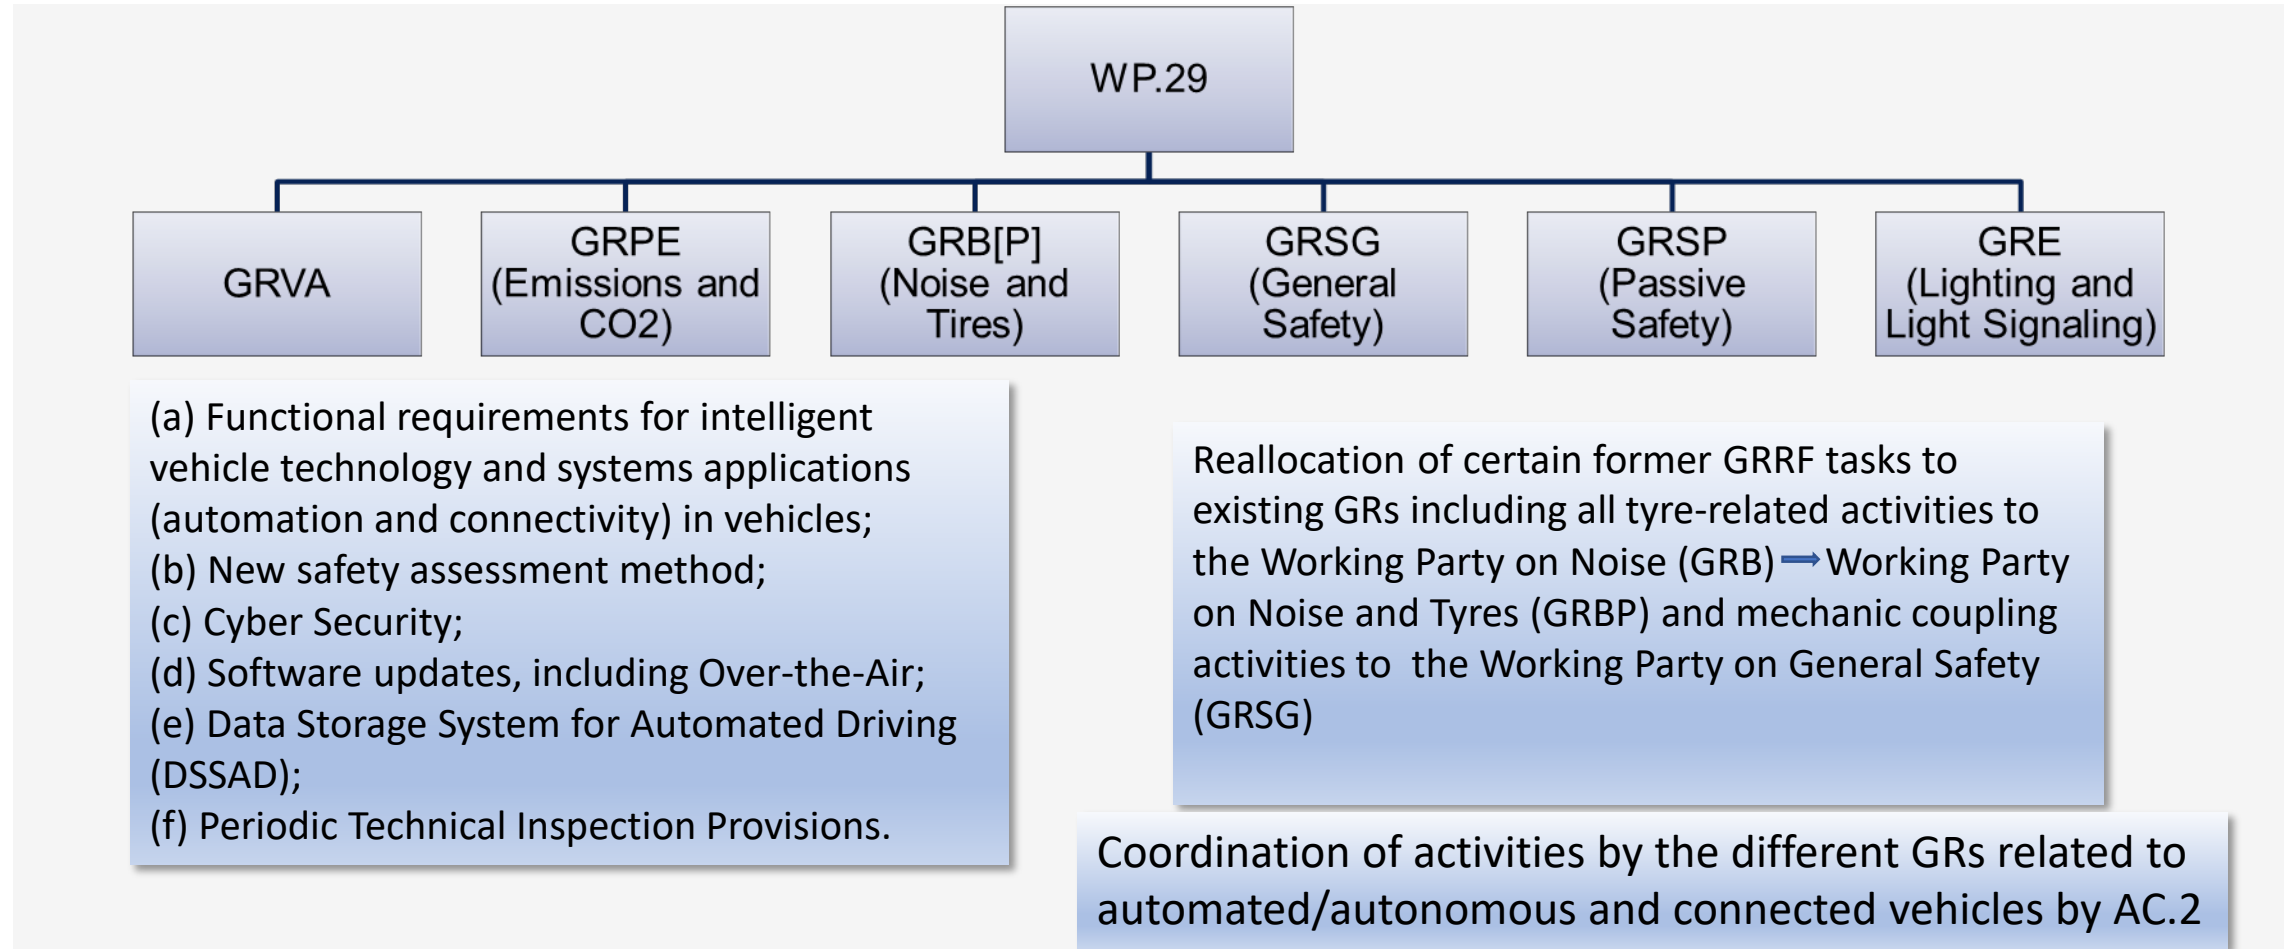 WP.29
GRVA
GRPE
(Emissions and
CO2)
GRB[P]
(Noise and
Tires)
GRSG
(General
Safety)
GRSP
(Passive
Safety)
GRE
(Lighting and
Light Signaling)
(a) Functional requirements for intelligent
vehicle technology and systems applications
(automation and connectivity) in vehicles;
(b) New safety assessment method;
(c) Cyber Security;
(d) Software updates, including Over-the-Air;
(e) Data Storage System for Automated Driving
(DSSAD);
(f) Periodic Technical Inspection Provisions.
Reallocation of certain former GRRF tasks to
existing GRs including all tyre-related activities to
the Working Party on Noise (GRB) Working Party
on Noise and Tyres (GRBP) and mechanic coupling
activities to the Working Party on General Safety
(GRSG)
Coordination of activities by the different GRs related to
automated/autonomous and connected vehicles by AC.2